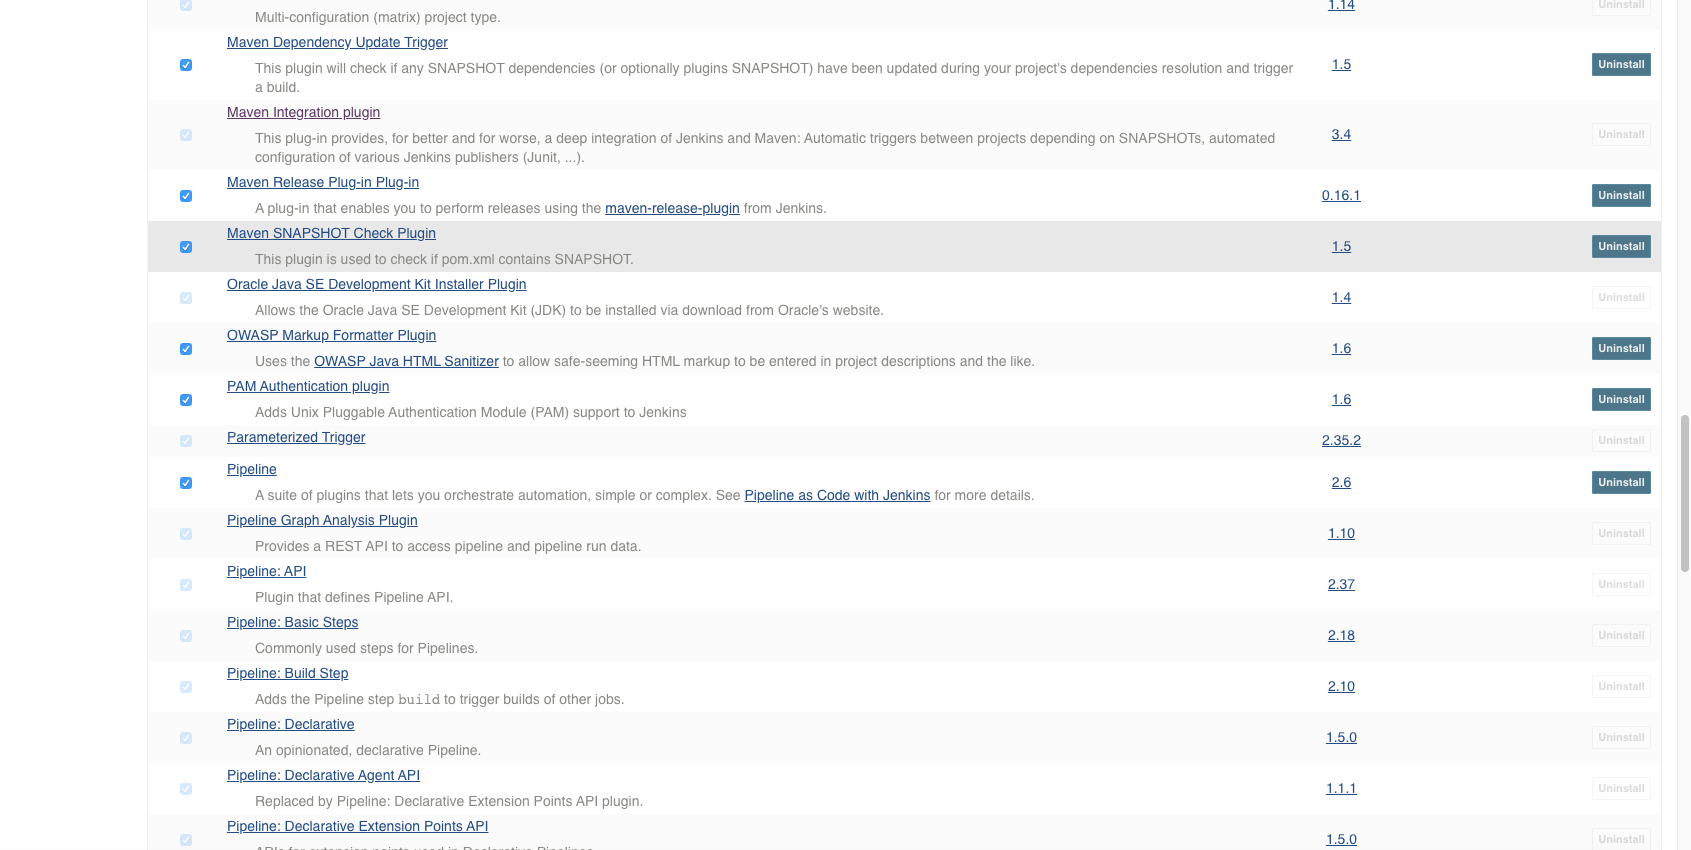 Multi-configuration (matrix) project type.
1.14
Uninstall
Maven Dependency Update Trigger
This plugin will check if any SNAPSHOT dependencies (or optionally plugins SNAPSHOT) have been updated during your project's dependencies resolution and trigger
a build.
1.5
Uninstall
Maven Integration plugin
This plug-in provides, for better and for worse, a deep integration of Jenkins and Maven: Automatic triggers between projects depending on SNAPSHOTs, automated
configuration of various Jenkins publishers (Junit, ...).
3.4
Uninstall
Maven Release Plug-in Plug-in
A plug-in that enables you to perform releases using the maven-release-plugin from Jenkins.
0.16.1
Uninstall
Maven SNAPSHOT Check Plugin
This plugin is used to check if pom.xml contains SNAPSHOT.
1.5
Uninstall
Oracle Java SE Development Kit Installer Plugin
Allows the Oracle Java SE Development Kit (JDK) to be installed via download from Oracle's website.
1.4
Uninstall
OWASP Markup Formatter Plugin
Uses the OWASP Java HTML Sanitizer to allow safe-seeming HTML markup to be entered in project descriptions and the like.
1.6
Uninstall
PAM Authentication plugin
Adds Unix Pluggable Authentication Module (PAM) support to Jenkins
1.6
Uninstall
Parameterized Trigger
2.35.2
Uninstall
Pipeline
A suite of plugins that lets you orchestrate automation, simple or complex. See Pipeline as Code with Jenkins for more details.
2.6
Uninstall
Pipeline Graph Analysis Plugin
Provides a REST API to access pipeline and pipeline run data.
1.10
Uninstall
Pipeline: API
Plugin that defines Pipeline API.
2.37
Uninstall
Pipeline: Basic Steps
Commonly used steps for Pipelines.
2.18
Uninstall
Pipeline: Build Step
Adds the Pipeline step build to trigger builds of other jobs.
2.10
Uninstall
Pipeline: Declarative
An opinionated, declarative Pipeline.
1.5.0
Uninstall
Pipeline: Declarative Agent API
Replaced by Pipeline: Declarative Extension Points API plugin.
1.1.1
Uninstall
Pipeline: Declarative Extension Points API
APIs for extension points used in Declarative Pipelines.
1.5.0
Uninstall